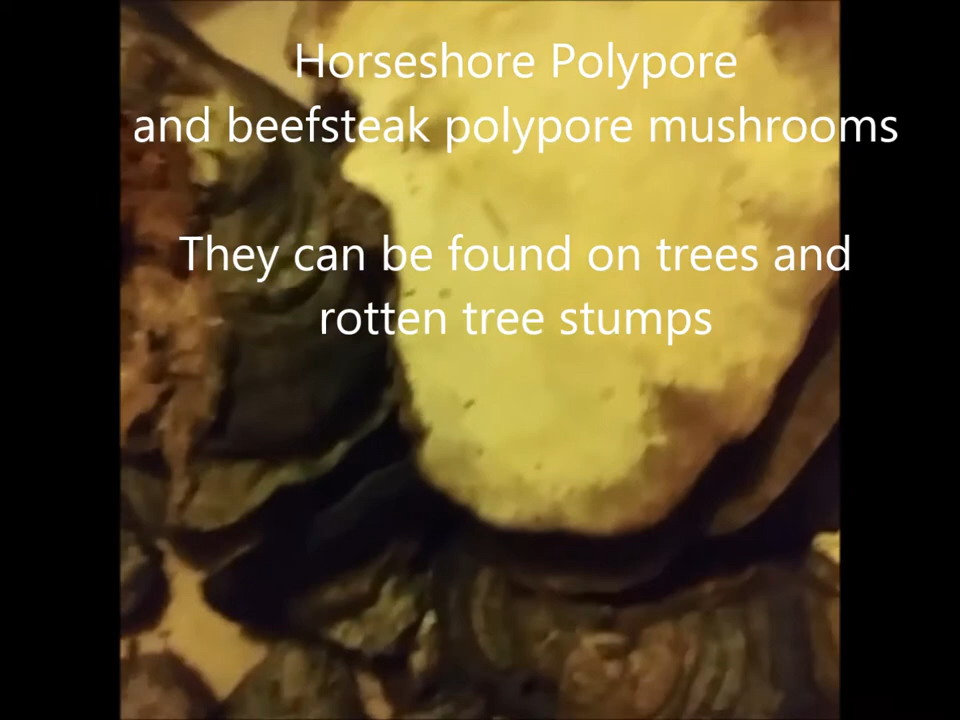 Horseshore Polypore
and beefsteak polypore mushrooms
They can be found on trees and
rotten tree stumps